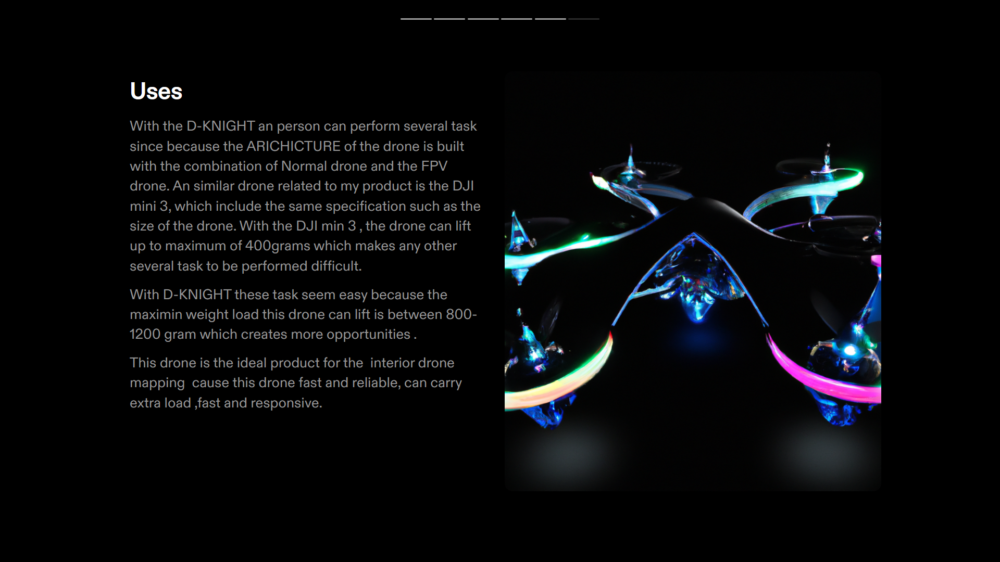 Uses
With the D-KNIGHT an person can perform several task
since because the ARICHICTURE of the drone is built
with the combination of Normal drone and the FPV
drone. An similar drone related to my product is the DJI
mini 3, which include the same specification such as the
size of the drone. With the DJI min 3 , the drone can lift
up to maximum of 400grams which makes any other
several task to be performed difficult.
With D-KNIGHT these task seem easy because the
maximin weight load this drone can lift is between 800-
1200 gram which creates more opportunities .
This drone is the ideal product for the  interior drone
mapping  cause this drone fast and reliable, can carry
extra load ,fast and responsive.